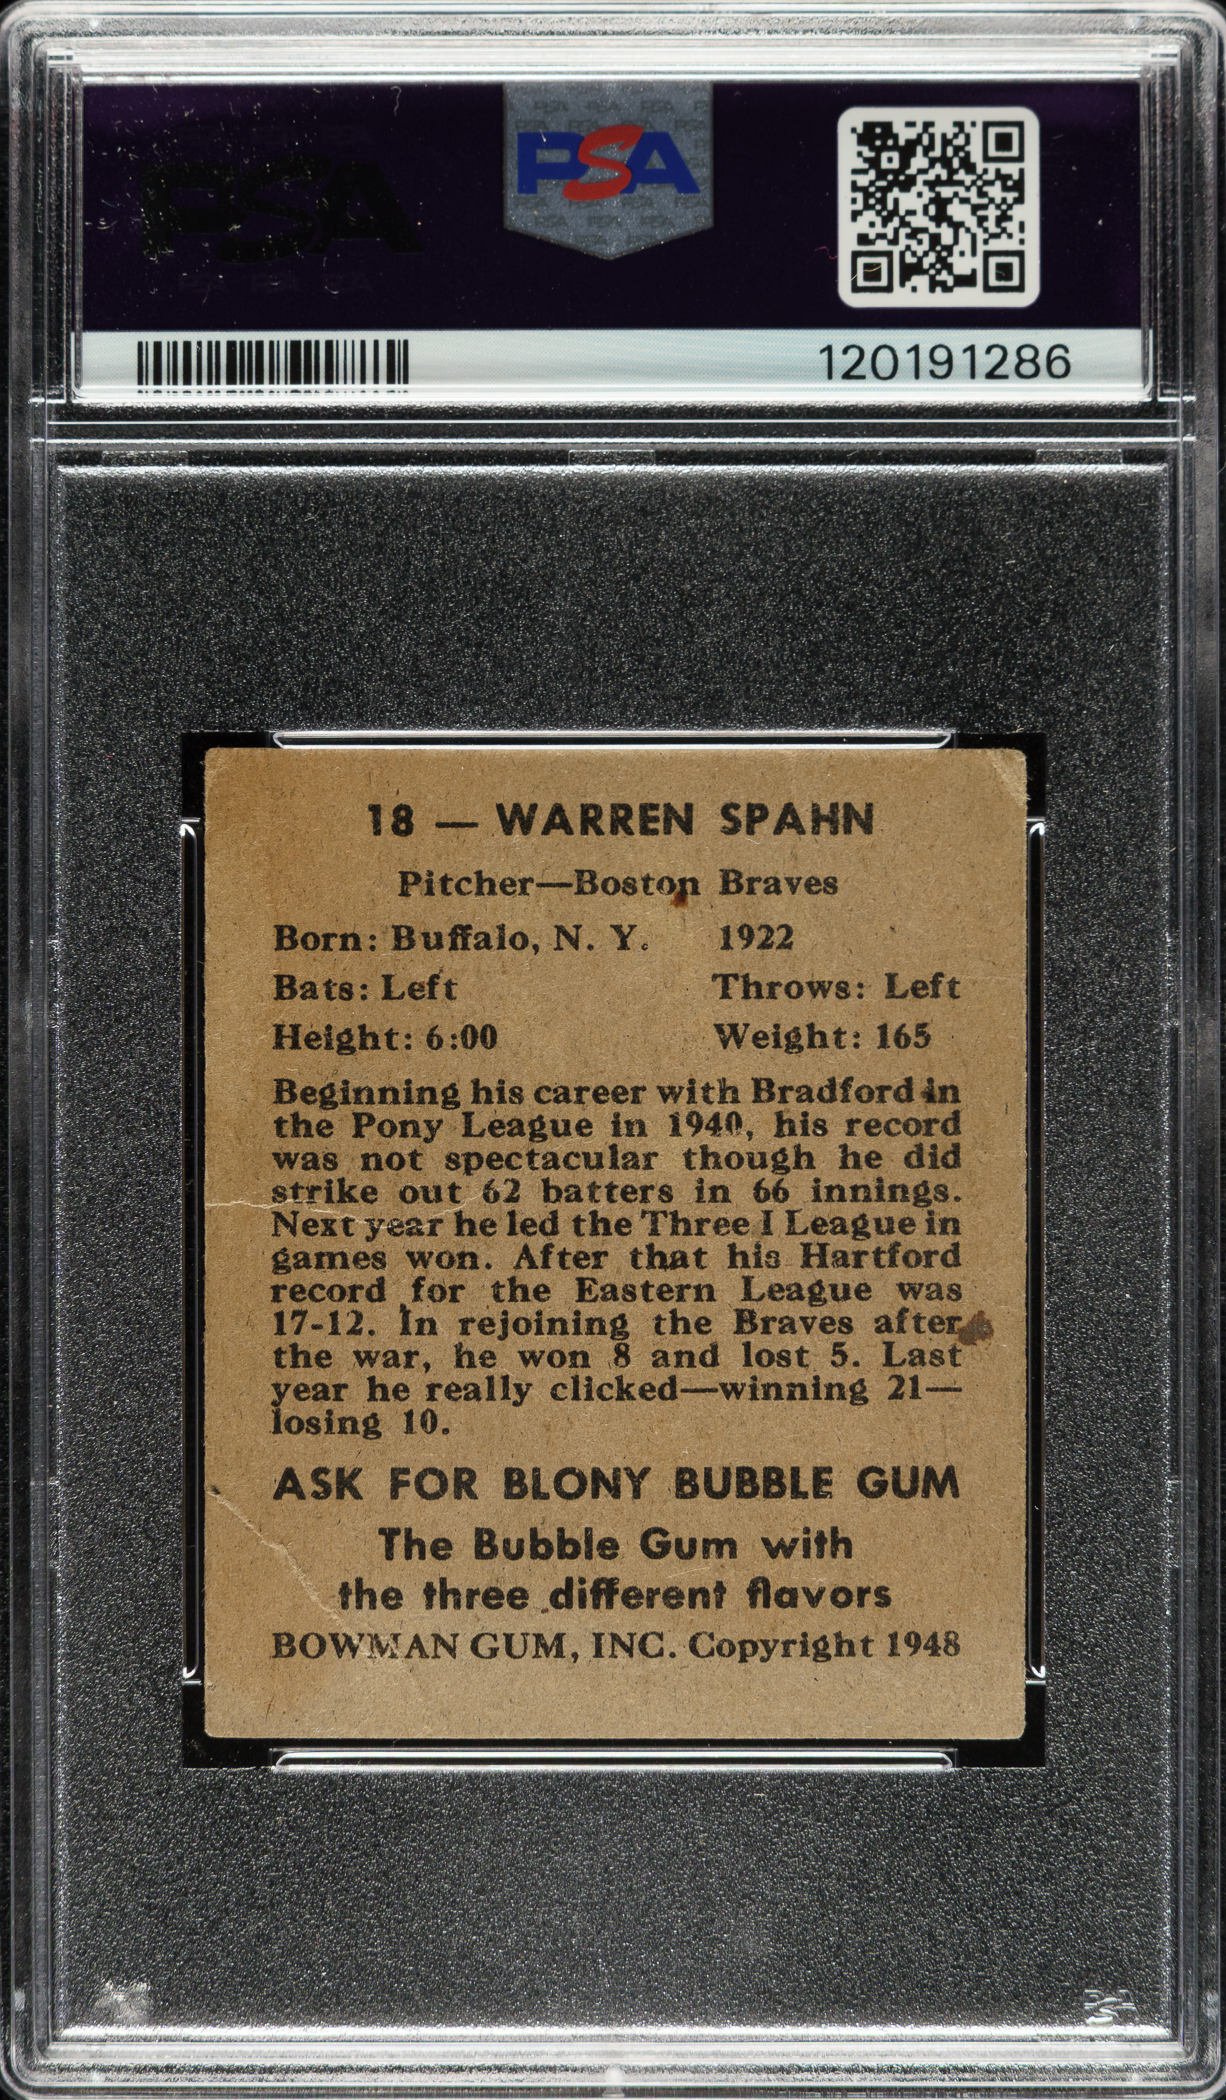 PSA
PSA
120191286
18 — WARREN SPAHN
Pitcher—Boston Braves
Born: Buffalo, N. Y. 1922
Bats: Left Throws: Left
Height: 6:00 Weight: 165
Beginning his career with Bradford in
the Pony League in 1940, his record
was not spectacular though he did
strike out 62 batters in 66 innings.
Next year he led the Three I League in
games won. After that his Hartford
record for the Eastern League was
17-12. In rejoining the Braves after
the war, he won 8 and lost 5. Last
year he really clicked—winning 21—
losing 10.
ASK FOR BLONY BUBBLE GUM
The Bubble Gum with
the three different flavors
BOWMAN GUM, INC. Copyright 1948
PSA